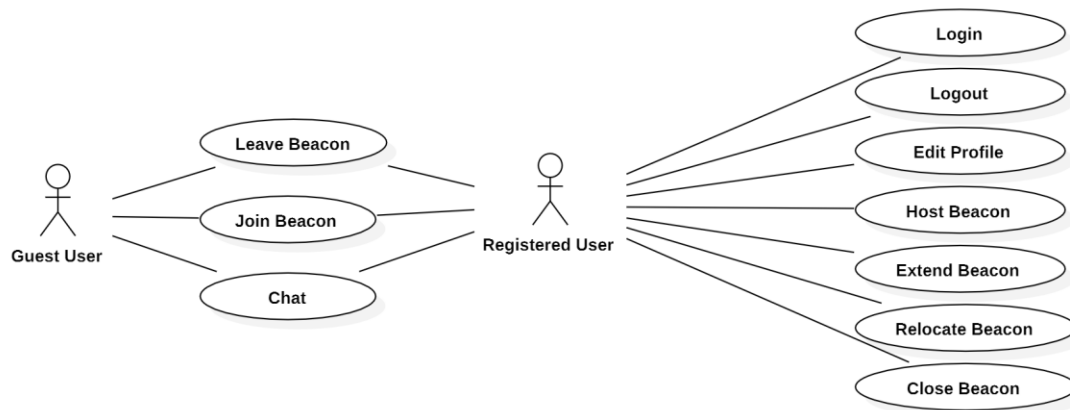 Login
Logout
Leave Beacon
Edit Profile
Join Beacon
Host Beacon
Guest User
Registered User
Extend Beacon
Chat
Relocate Beacon
Close Beacon